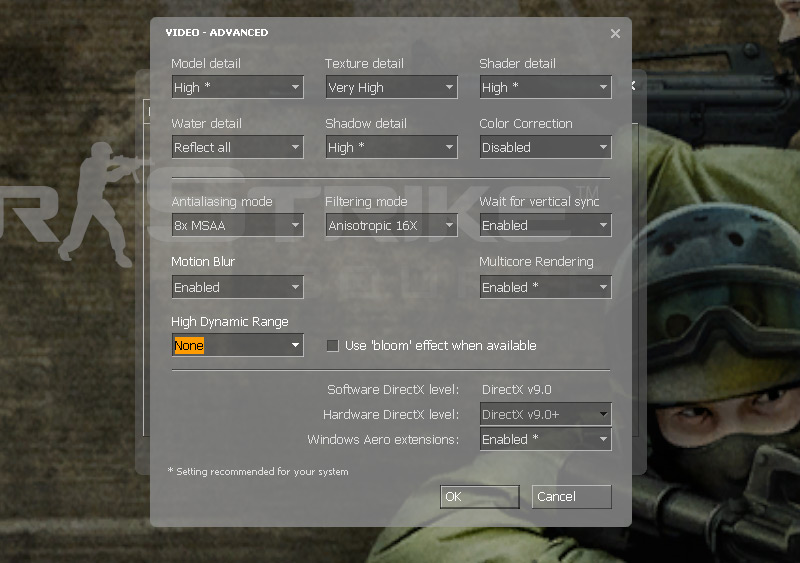 VIDEO - ADVANCED
Model detail Texture detail Shader detail
High * Very High High *
Water detail Shadow detail Color Correction
Reflect all High * Disabled
Antialiasing mode Filtering mode Wait for vertical sync
8x MSAA Anisotropic 16X Enabled
Motion Blur Multicore Rendering
Enabled Enabled *
High Dynamic Range
None Use 'bloom' effect when available
Software DirectX level: DirectX v9.0
Hardware DirectX level: DirectX v9.0+
Windows Aero extensions: Enabled *
* Setting recommended for your system
OK Cancel
R STRIKE TM